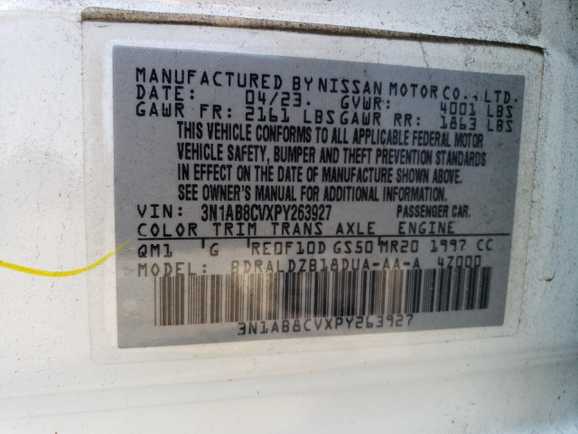 MANUFACTURED BY NISSAN MOTOR CO., LTD.
DATE: 04/23. GVWR: 4001 LBS
GAWR FR: 2161 LBS GAWR RR: 1863 LBS
THIS VEHICLE CONFORMS TO ALL APPLICABLE FEDERAL MOTOR
VEHICLE SAFETY, BUMPER AND THEFT PREVENTION STANDARDS
IN EFFECT ON THE DATE OF MANUFACTURE SHOWN ABOVE.
SEE OWNER'S MANUAL FOR ADDITIONAL INFORMATION.
VIN: 3N1AB8CVXPY263927 PASSENGER CAR.
COLOR TRIM TRANS AXLE ENGINE
QM1 G RE0F10D GS50 MR20 1997 CC
MODEL: BDRALDZB18DUA-AA-A 4Z000
3N1AB8CVXPY263927